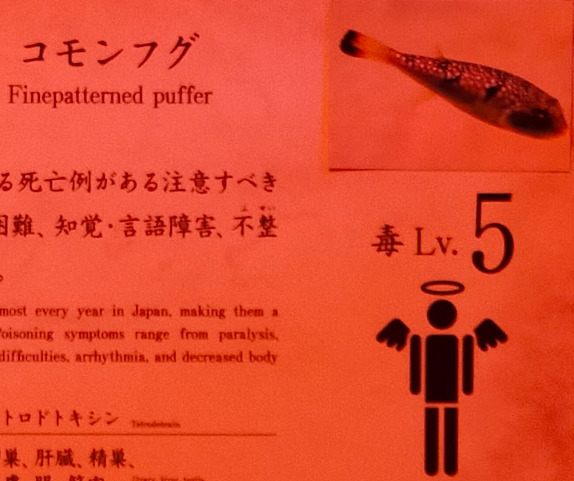 コモンフグ
Finepatterned puffer
る死亡例がある注意すべき
困難、知覚・言語障害、不整
。
most every year in Japan, making them a
Poisoning symptoms range from paralysis,
difficulties, arrhythmia, and decreased body
トロドトキシン Tetrodotoxin
巣、肝臓、精巣、
毒 Lv. 5